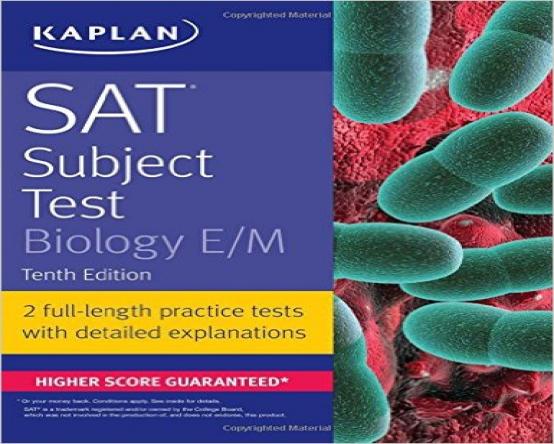 Copyrighted Material
KAPLAN
SAT®
Subject
Test
Biology E/M
Tenth Edition
2 full-length practice tests
with detailed explanations
HIGHER SCORE GUARANTEED*
* Or your money back. Conditions apply. See inside for details.
SAT® is a trademark registered and/or owned by the College Board,
which was not involved in the production of, and does not endorse, this product.
Copyrighted Material